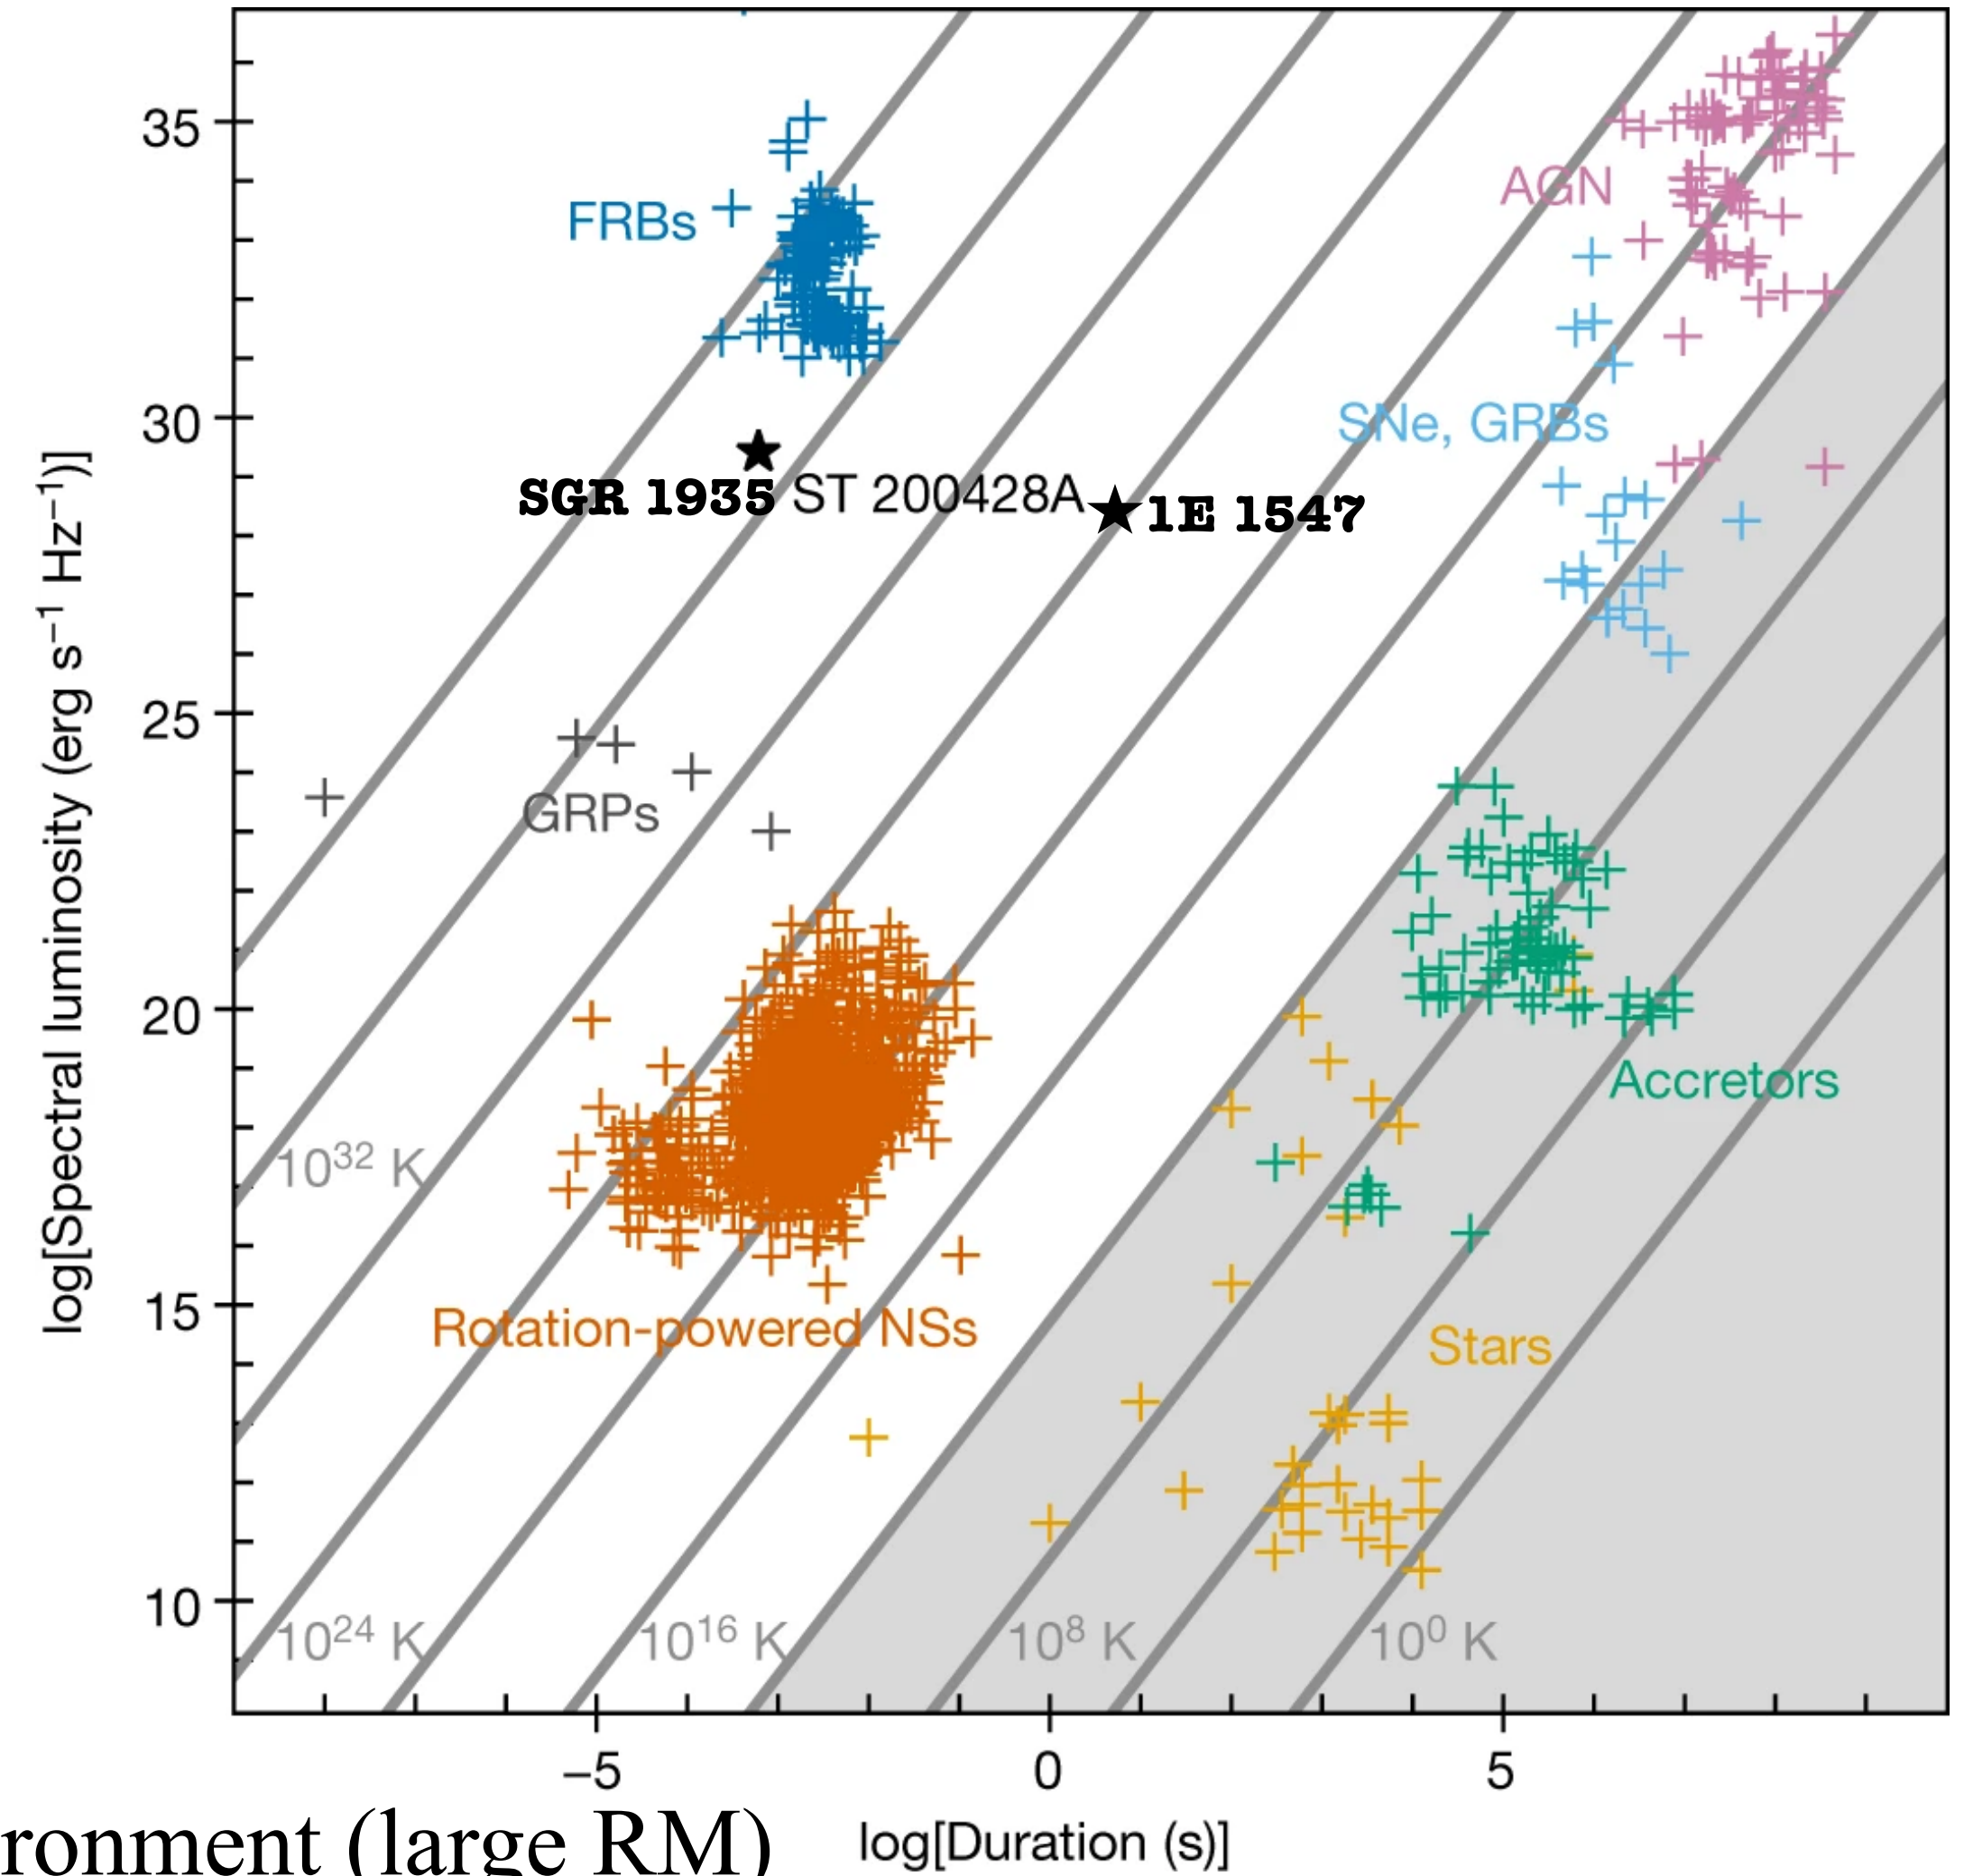 35
FRBs
AGN
30
SNe, GRBs
SGR 1935 ST 200428A 1E 1547
25
GRPs
20
Accretors
10³² K
15
Rotation-powered NSs
Stars
10
10²⁴ K 10¹⁶ K 10⁸ K 10⁰ K
−5 0 5
log[Spectral luminosity (erg s⁻¹ Hz⁻¹)]
log[Duration (s)]
ronment (large RM)